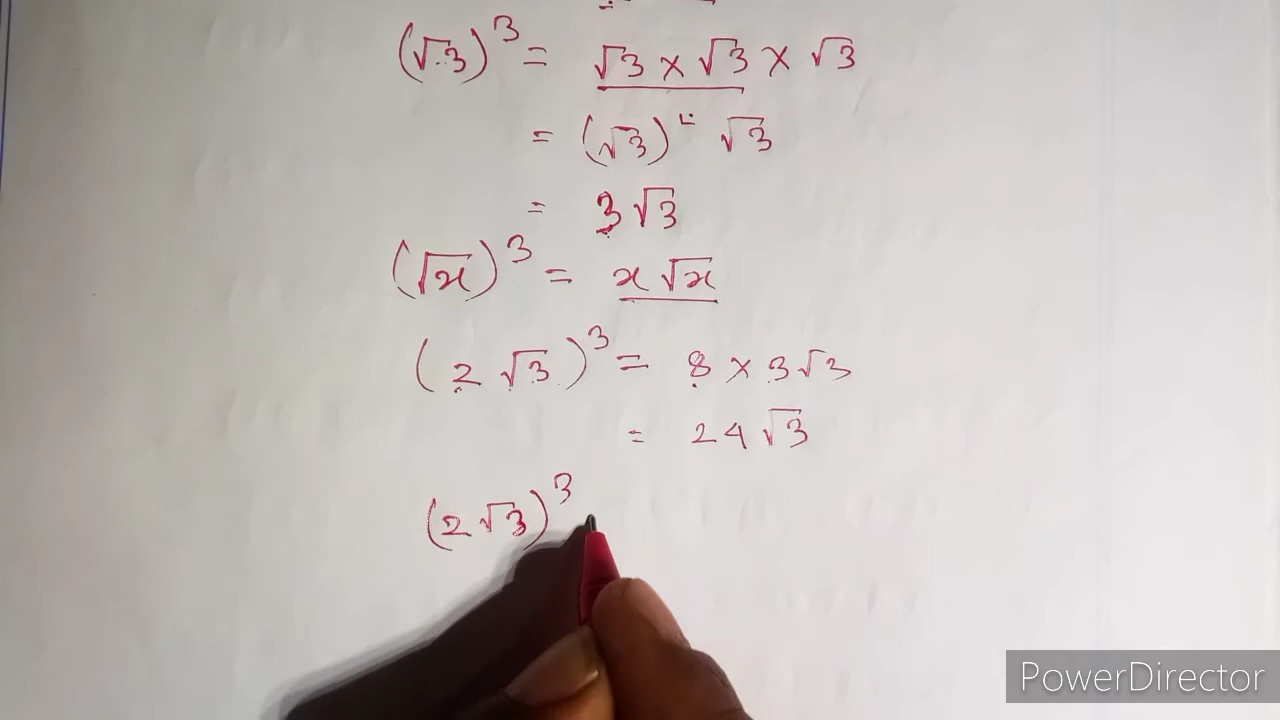 (√3)³ = √3 × √3 × √3
= (√3)² √3
= 3√3
(√x)³ = x√x
(2√3)³ = 8 × 3√3
= 24√3
(2√3)³
PowerDirector